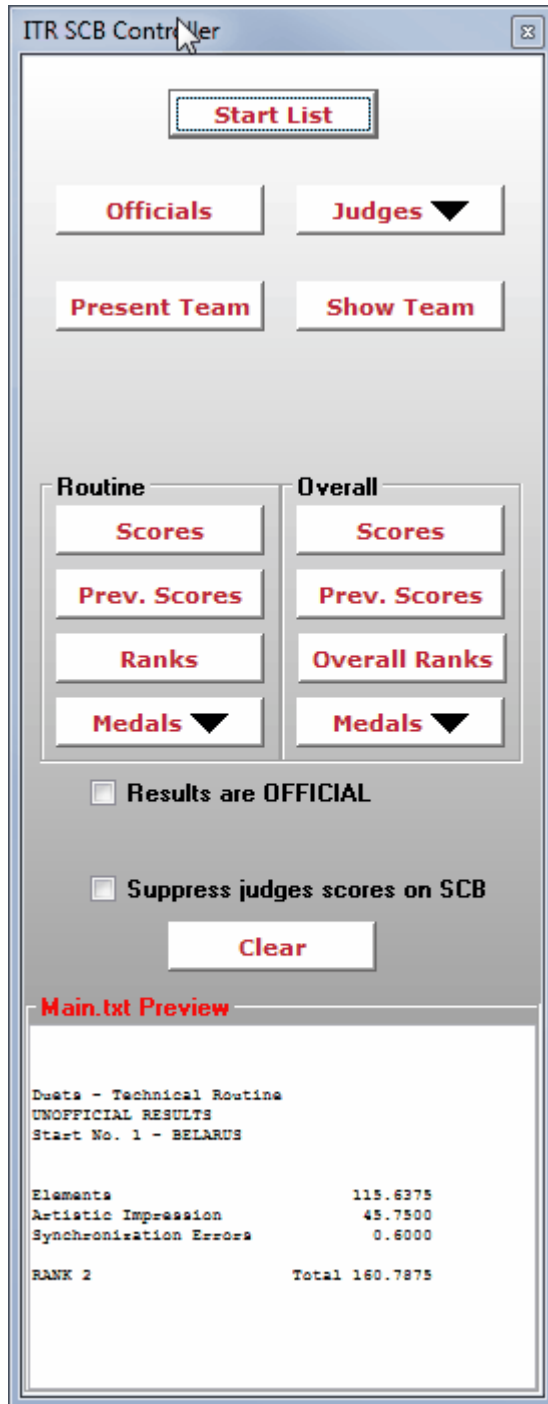 ITR SCB Controller
Start List
Officials Judges
Present Team Show Team
Routine Overall
Scores Scores
Prev. Scores Prev. Scores
Ranks Overall Ranks
Medals Medals
Results are OFFICIAL
Suppress judges scores on SCB
Clear
Main.txt Preview
Duets - Technical Routine
UNOFFICIAL RESULTS
Start No. 1 - BELARUS
Elements 115.6375
Artistic Impression 45.7500
Synchronization Errors 0.6000
RANK 2 Total 160.7875